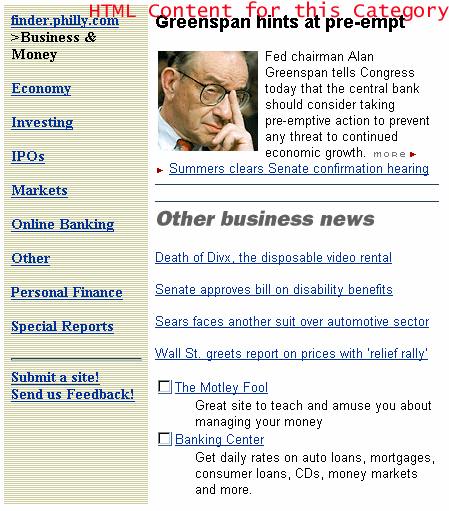 HTML Content for this Category
finder.philly.com
>Business &
Money
Economy
Investing
IPOs
Markets
Online Banking
Other
Personal Finance
Special Reports
Submit a site!
Send us Feedback!
Greenspan hints at pre-empt
Fed chairman Alan
Greenspan tells Congress
today that the central bank
should consider taking
pre-emptive action to prevent
any threat to continued
economic growth. more
Summers clears Senate confirmation hearing
Other business news
Death of Divx, the disposable video rental
Senate approves bill on disability benefits
Sears faces another suit over automotive sector
Wall St. greets report on prices with 'relief rally'
The Motley Fool
Great site to teach and amuse you about
managing your money
Banking Center
Get daily rates on auto loans, mortgages,
consumer loans, CDs, money markets
and more.